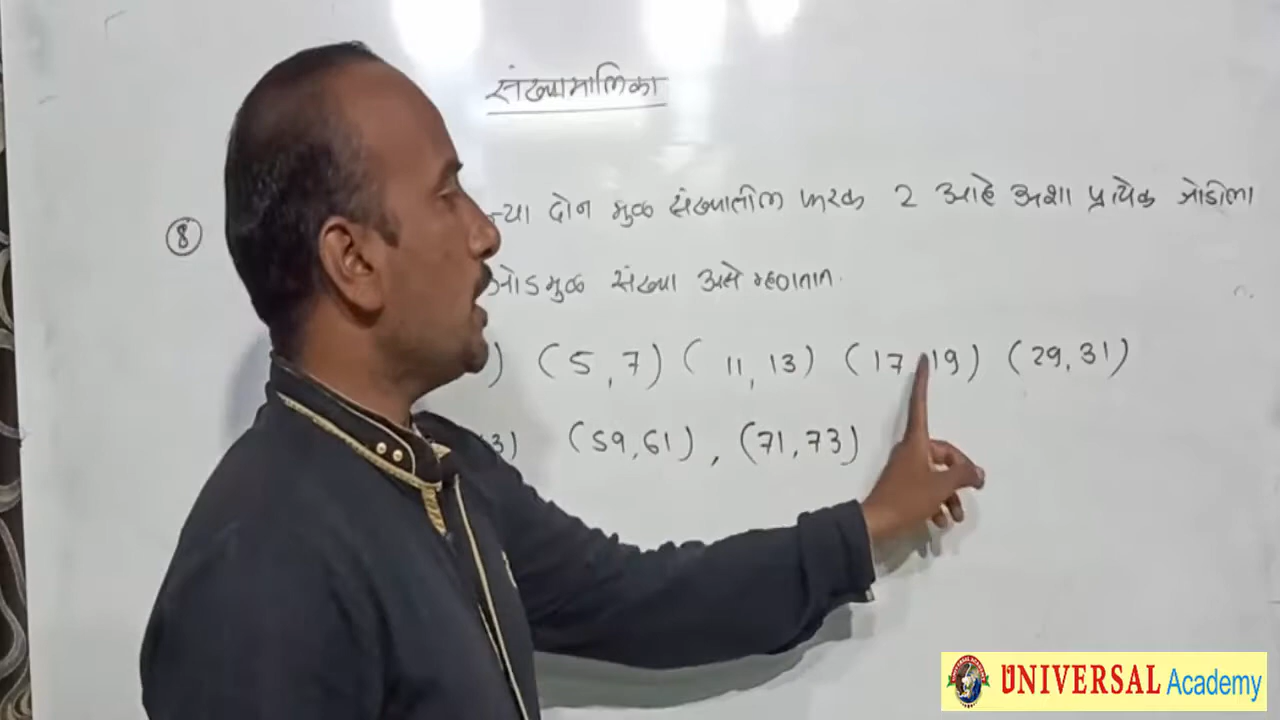 संख्यामालिका
8 ज्या दोन मुळ संख्यातील फरक 2 आहे अशा प्रत्येक जोडीला
जोडमुळ संख्या असे म्हणतात.
) (5, 7) ( 11, 13) (17, 19) (29, 31)
3) (59, 61) , (71, 73)
UNIVERSAL Academy